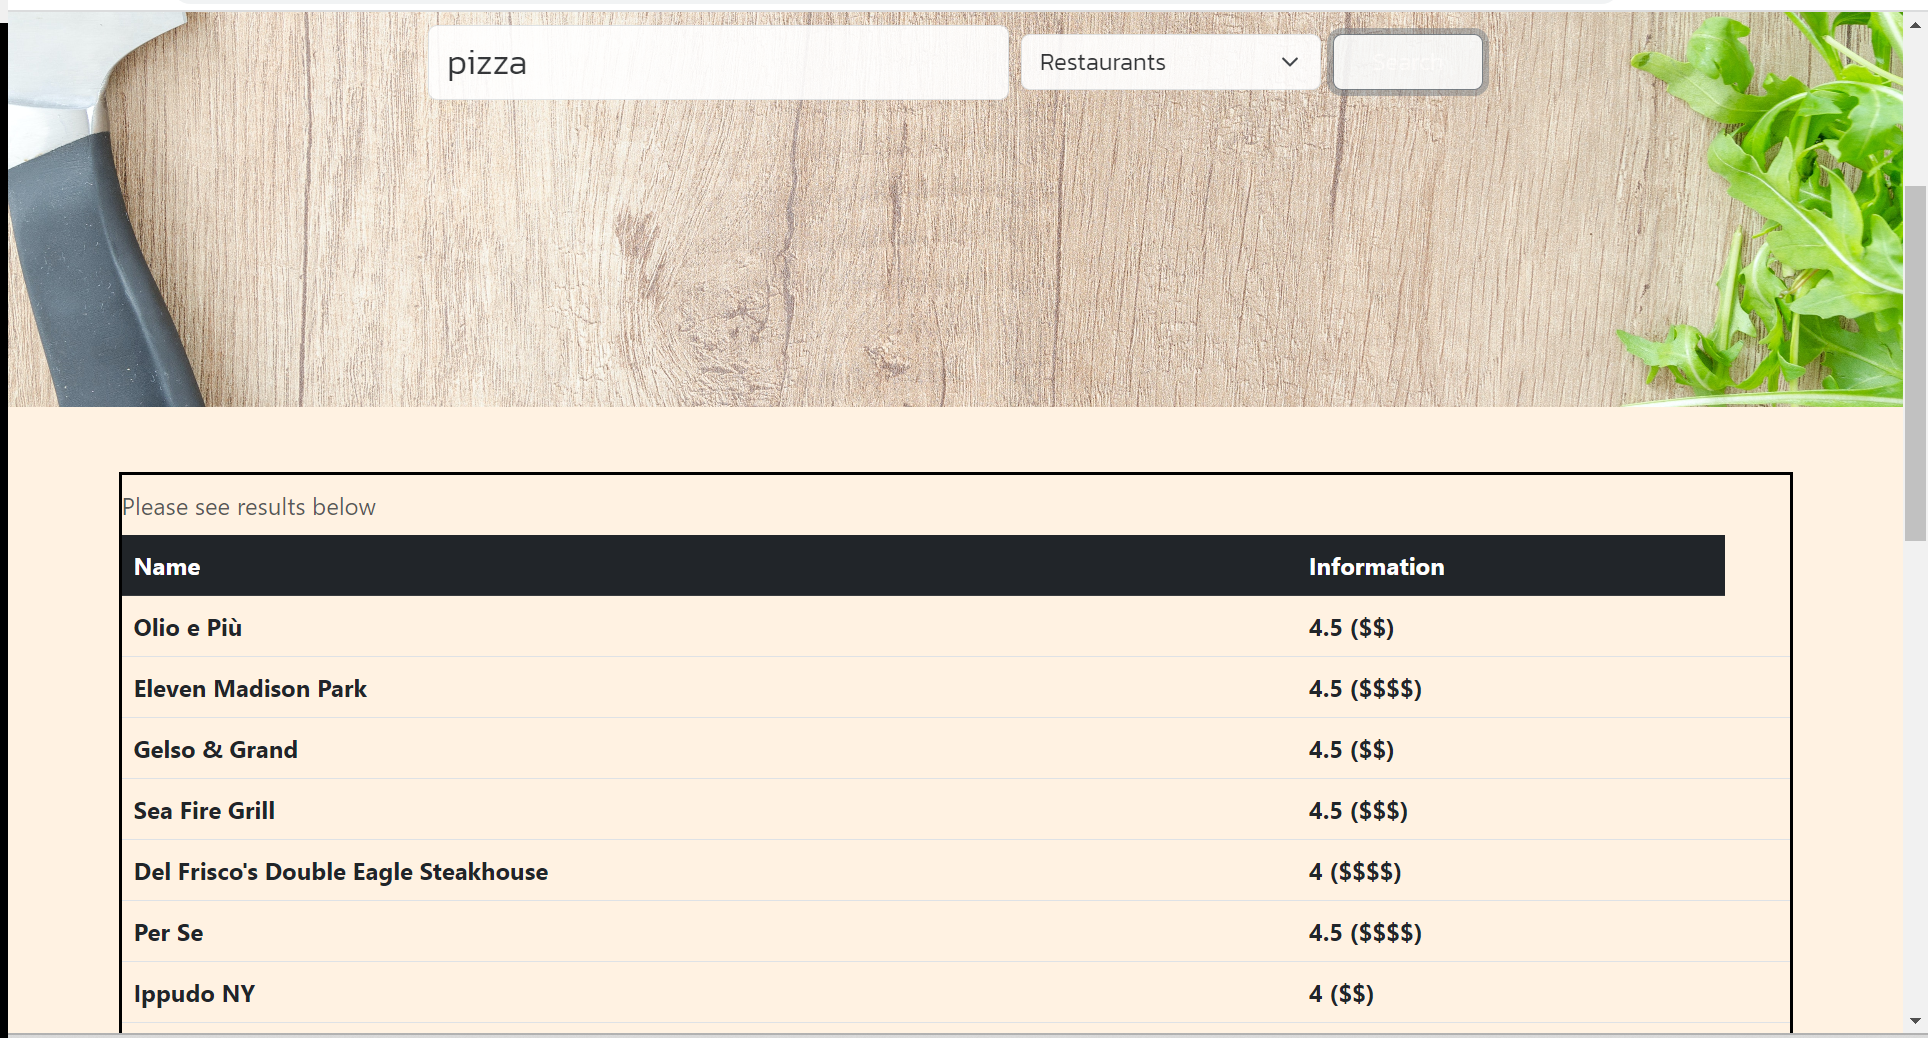 pizza
Restaurants
Search
Please see results below
Name Information
Olio e Più 4.5 ($$)
Eleven Madison Park 4.5 ($$$$)
Gelso & Grand 4.5 ($$)
Sea Fire Grill 4.5 ($$$)
Del Frisco's Double Eagle Steakhouse 4 ($$$$)
Per Se 4.5 ($$$$)
Ippudo NY 4 ($$)